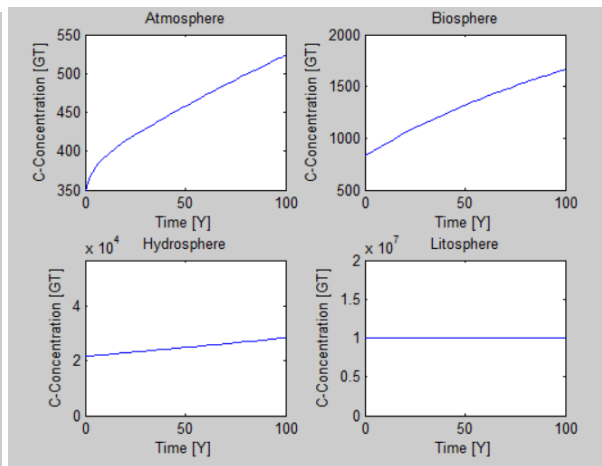 Atmosphere
C-Concentration [GT]
550
500
450
400
350
0
50
100
Time [Y]
Biosphere
C-Concentration [GT]
2000
1500
1000
500
0
50
100
Time [Y]
Hydrosphere
x 10^4
C-Concentration [GT]
4
2
0
0
50
100
Time [Y]
Litosphere
x 10^7
C-Concentration [GT]
2
1.5
1
0.5
0
0
50
100
Time [Y]